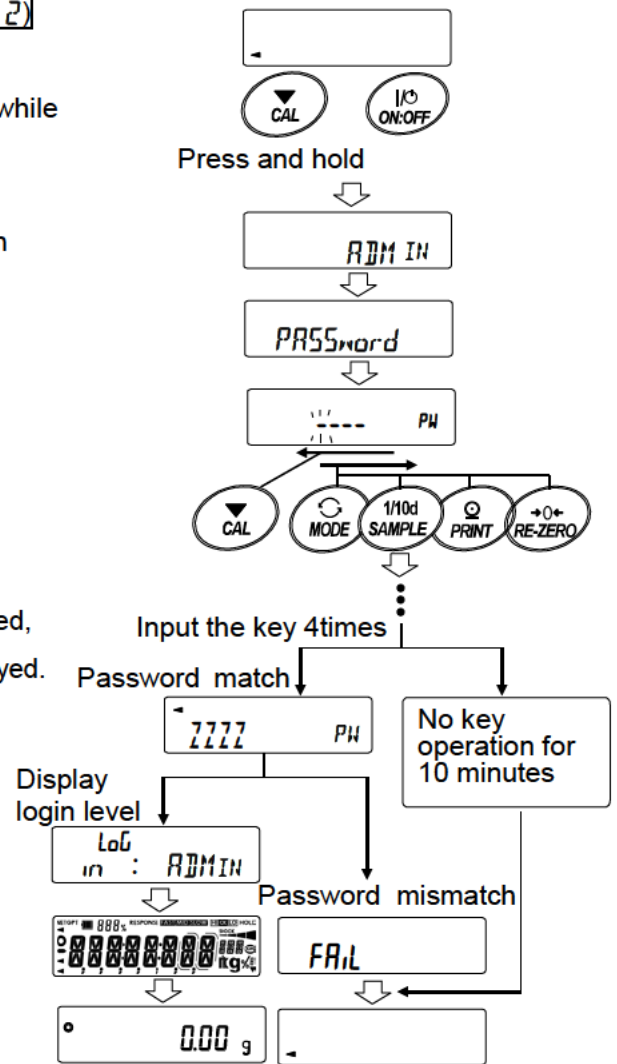 2)
while
CAL
I/⏻
ON:OFF
Press and hold
n
ADMIN
PASSword
---- PW
CAL
MODE
1/10d
SAMPLE
PRINT
→0←
RE-ZERO
ed,
Input the key 4times
yed.
Password match
ZZZZ PW
No key
operation for
10 minutes
Display
login level
LoG
in : ADMIN
Password mismatch
RESPONSE
FAiL
0.00 g